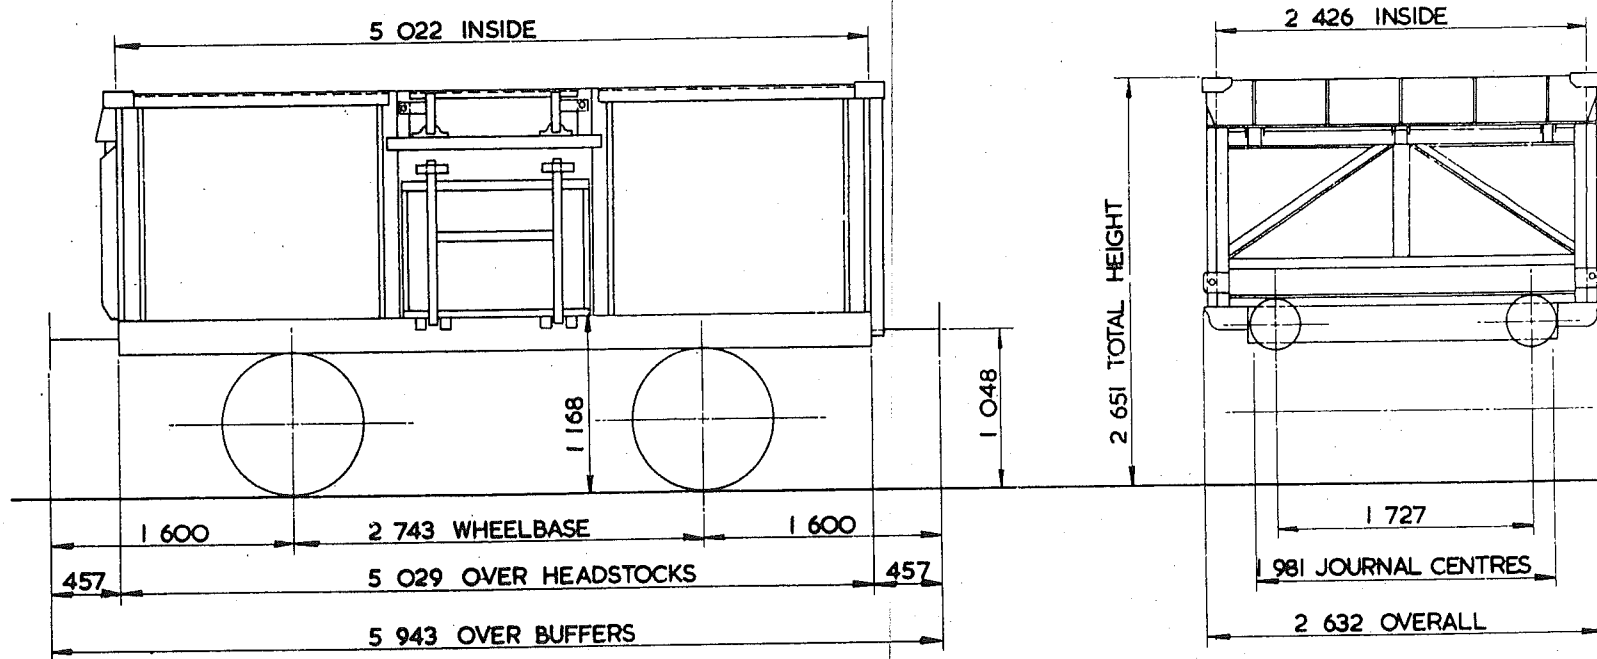 5 022 INSIDE
2 426 INSIDE
2 651 TOTAL HEIGHT
1 168
1 048
1 600
2 743 WHEELBASE
1 600
1 727
457
5 029 OVER HEADSTOCKS
457
1 981 JOURNAL CENTRES
5 943 OVER BUFFERS
2 632 OVERALL